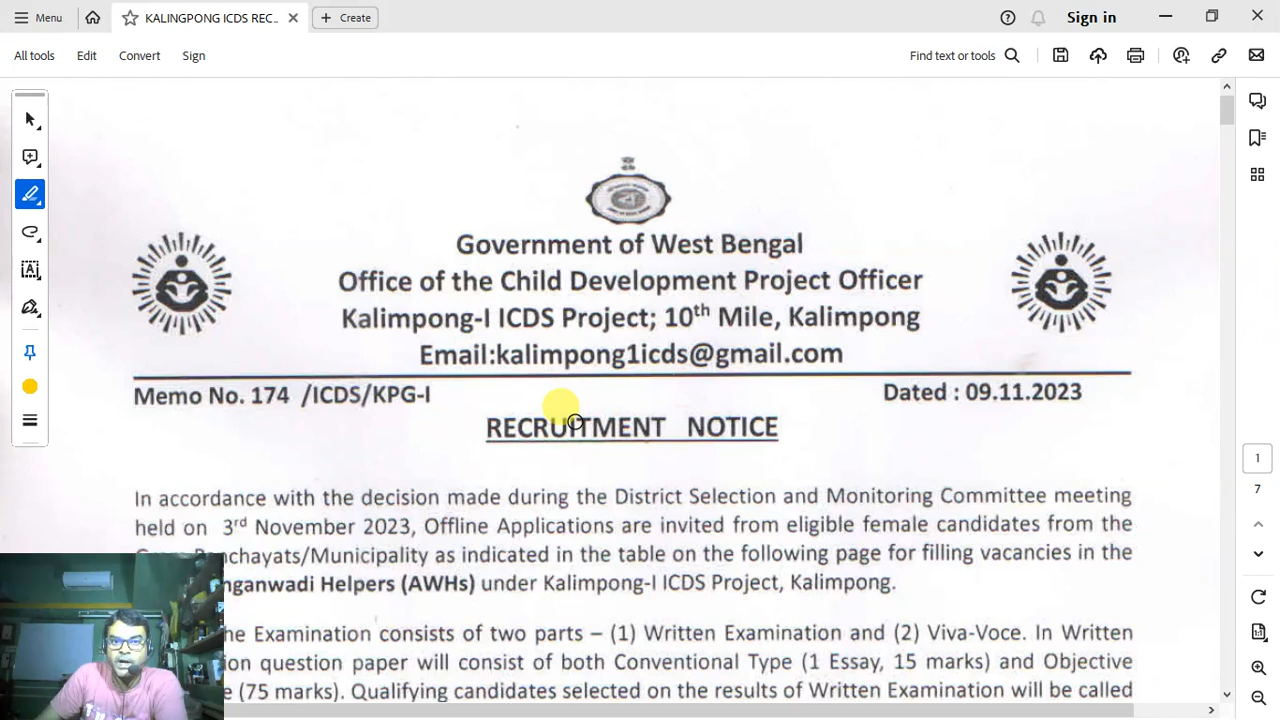 Menu
KALINGPONG ICDS REC...
Create
Sign in
All tools
Edit
Convert
Sign
Find text or tools
Government of West Bengal
Office of the Child Development Project Officer
Kalimpong-I ICDS Project; 10th Mile, Kalimpong
Email:kalimpong1icds@gmail.com
Memo No. 174 /ICDS/KPG-I
Dated : 09.11.2023
RECRUITMENT NOTICE
In accordance with the decision made during the District Selection and Monitoring Committee meeting
held on 3rd November 2023, Offline Applications are invited from eligible female candidates from the
Panchayats/Municipality as indicated in the table on the following page for filling vacancies in the
nganwadi Helpers (AWHs) under Kalimpong-I ICDS Project, Kalimpong.
he Examination consists of two parts – (1) Written Examination and (2) Viva-Voce. In Written
ion question paper will consist of both Conventional Type (1 Essay, 15 marks) and Objective
e (75 marks). Qualifying candidates selected on the results of Written Examination will be called
1
7